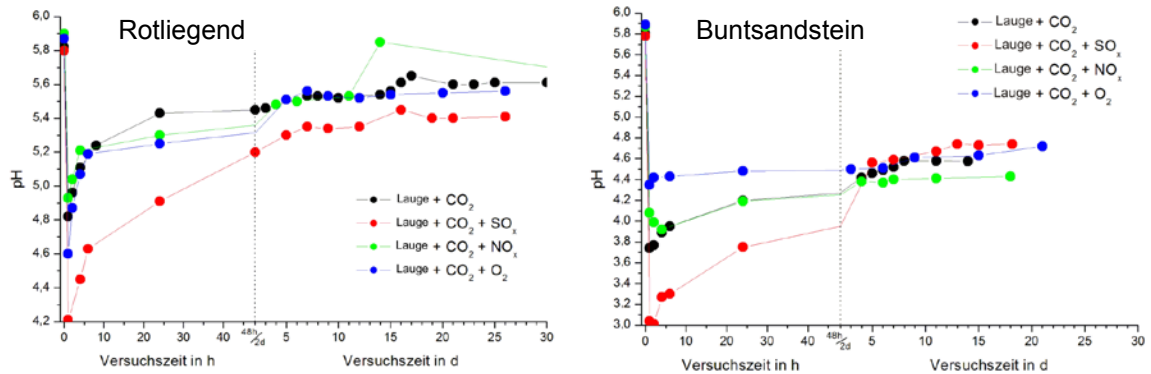 Rotliegend
6,0
5,8
5,6
5,4
5,2
5,0
4,8
4,6
4,4
4,2
pH
0 10 20 30 40 48h/2d 5 10 15 20 25 30
Versuchszeit in h Versuchszeit in d
Lauge + CO₂
Lauge + CO₂ + SOₓ
Lauge + CO₂ + NOₓ
Lauge + CO₂ + O₂
Buntsandstein
6.0
5.8
5.6
5.4
5.2
5.0
4.8
4.6
4.4
4.2
4.0
3.8
3.6
3.4
3.2
3.0
pH
0 10 20 30 40 48h/2d 5 10 15 20 25 30
Versuchszeit in h Versuchszeit in d
Lauge + CO₂
Lauge + CO₂ + SOₓ
Lauge + CO₂ + NOₓ
Lauge + CO₂ + O₂